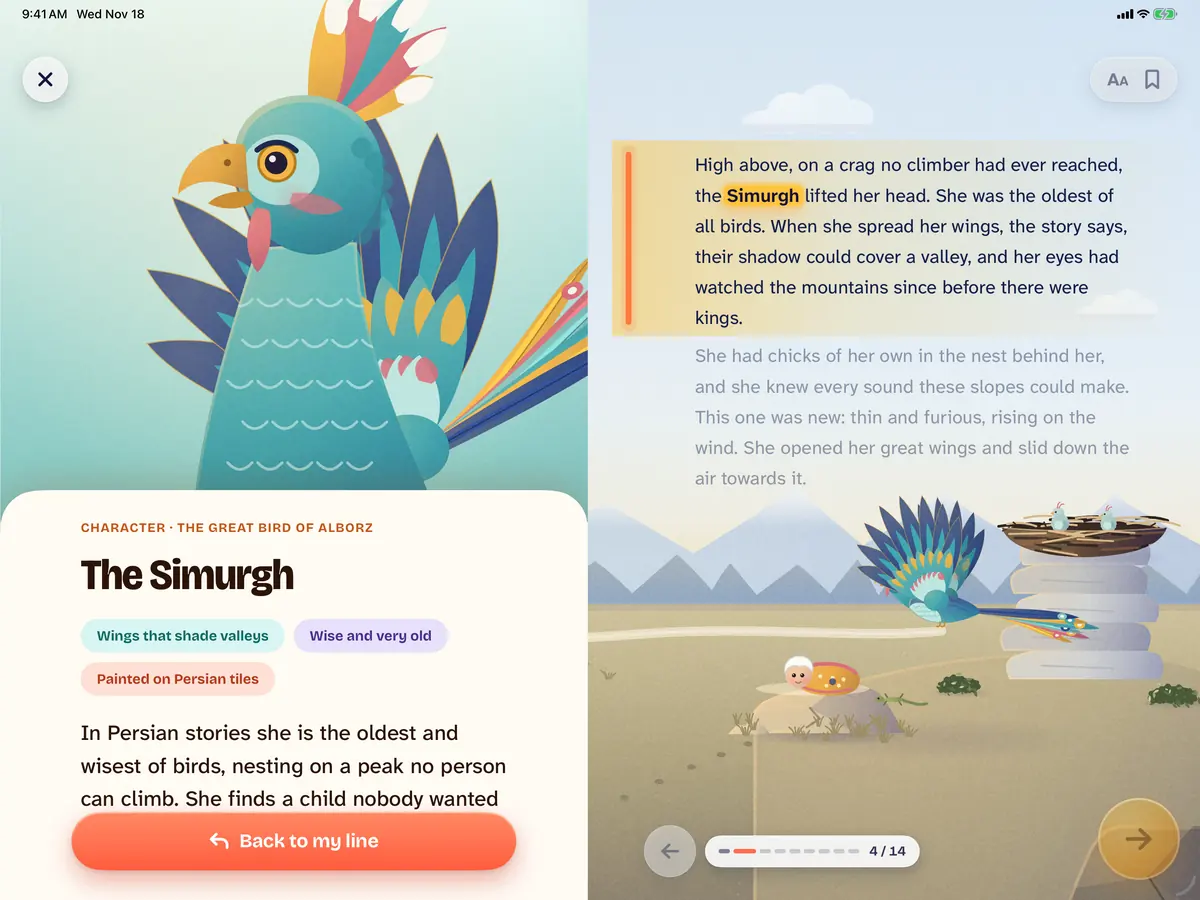 9:41 AM Wed Nov 18
CHARACTER · THE GREAT BIRD OF ALBORZ
The Simurgh
Wings that shade valleys
Wise and very old
Painted on Persian tiles
In Persian stories she is the oldest and
wisest of birds, nesting on a peak no person
can climb. She finds a child nobody wanted
Back to my line
AA
High above, on a crag no climber had ever reached,
the Simurgh lifted her head. She was the oldest of
all birds. When she spread her wings, the story says,
their shadow could cover a valley, and her eyes had
watched the mountains since before there were
kings.
She had chicks of her own in the nest behind her,
and she knew every sound these slopes could make.
This one was new: thin and furious, rising on the
wind. She opened her great wings and slid down the
air towards it.
4 / 14